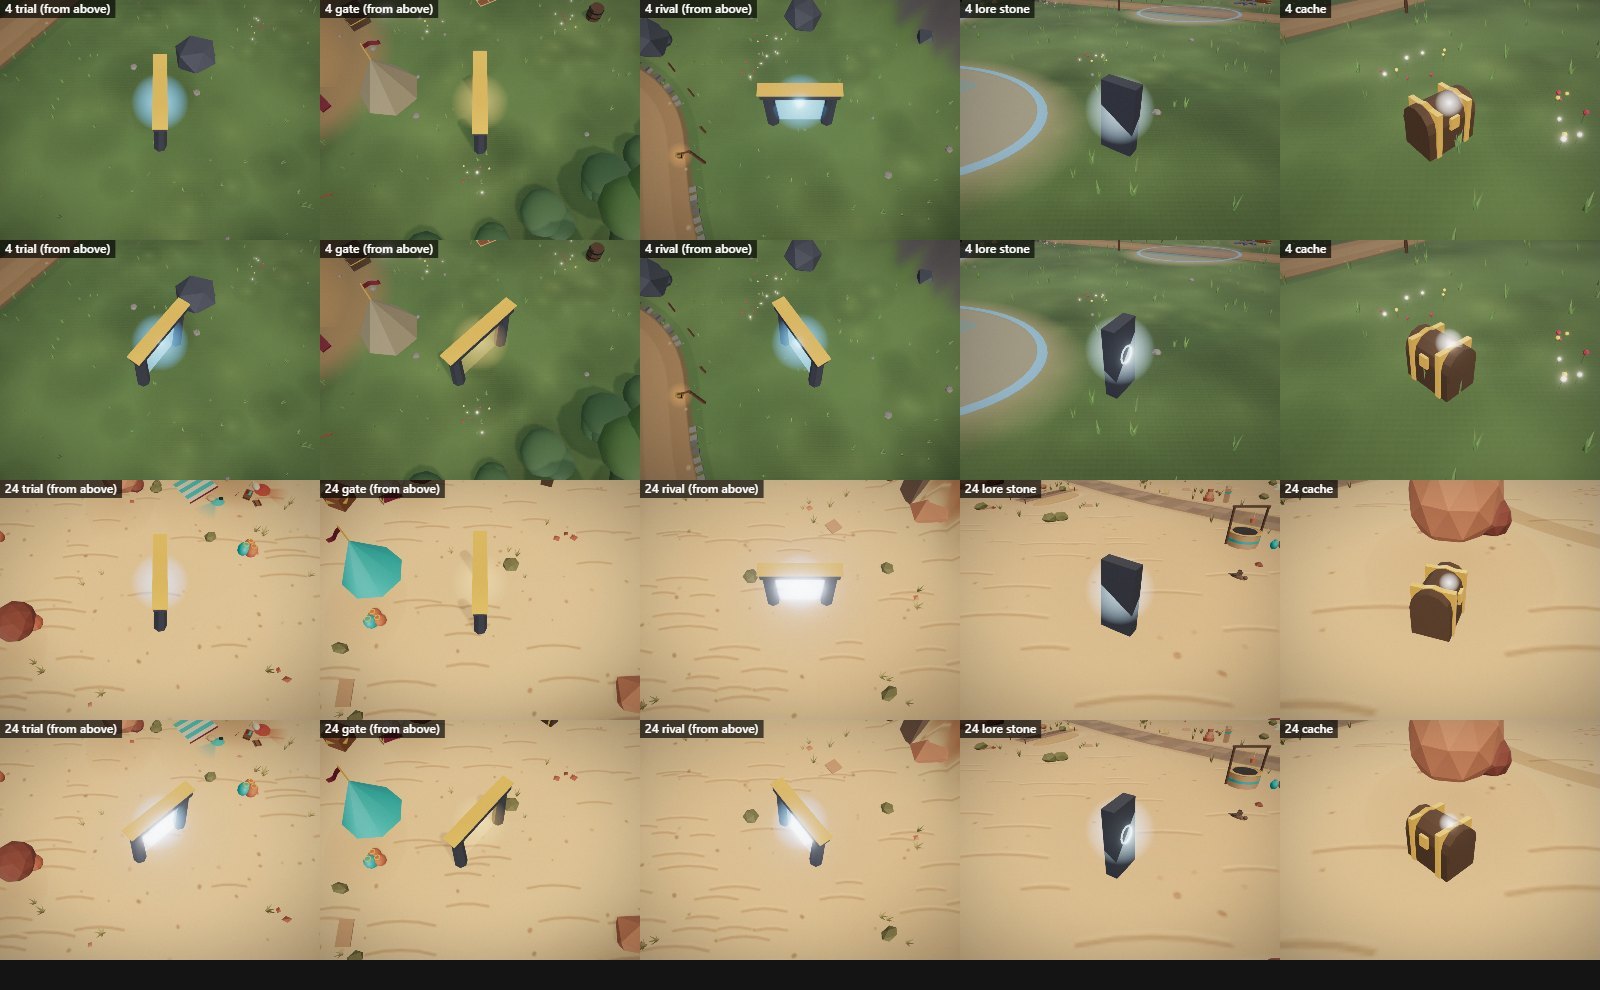 4 trial (from above)
4 gate (from above)
4 rival (from above)
4 lore stone
4 cache
4 trial (from above)
4 gate (from above)
4 rival (from above)
4 lore stone
4 cache
24 trial (from above)
24 gate (from above)
24 rival (from above)
24 lore stone
24 cache
24 trial (from above)
24 gate (from above)
24 rival (from above)
24 lore stone
24 cache